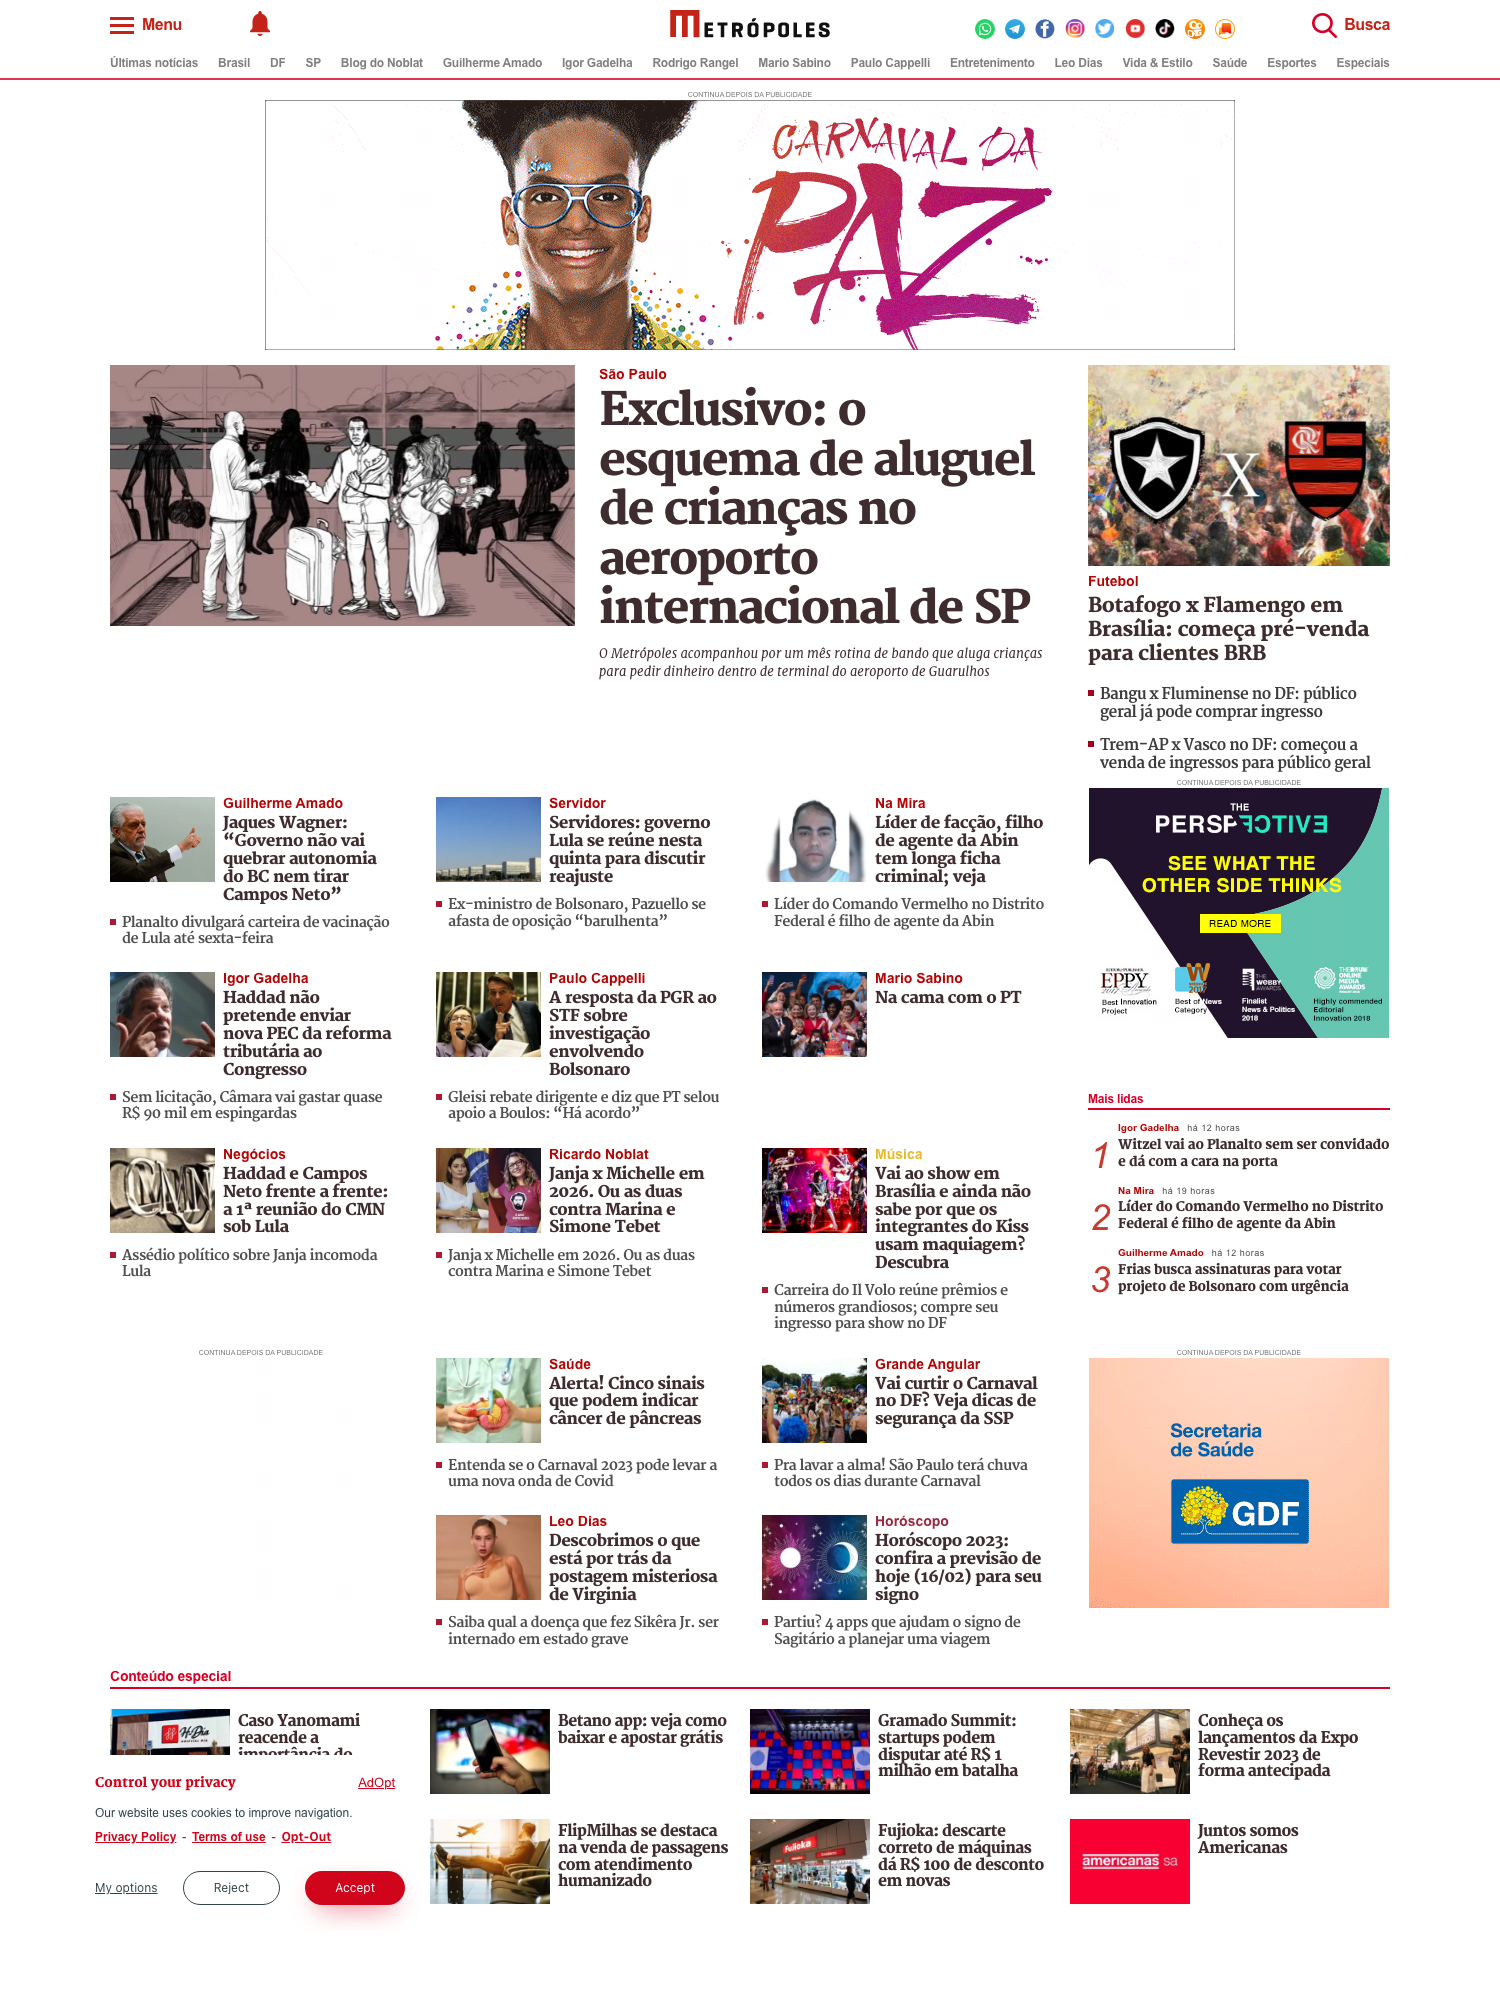 Menu
METRÓPOLES
Busca
Últimas notícias Brasil DF SP Blog do Noblat Guilherme Amado Igor Gadelha Rodrigo Rangel Mario Sabino Paulo Cappelli Entretenimento Leo Dias Vida & Estilo Saúde Esportes Especiais
CONTINUA DEPOIS DA PUBLICIDADE
CARNAVAL DA
PAZ
São Paulo
Exclusivo: o
esquema de aluguel
de crianças no
aeroporto
internacional de SP
O Metrópoles acompanhou por um mês rotina de bando que aluga crianças
para pedir dinheiro dentro de terminal do aeroporto de Guarulhos
X
Futebol
Botafogo x Flamengo em
Brasília: começa pré-venda
para clientes BRB
Bangu x Fluminense no DF: público
geral já pode comprar ingresso
Trem-AP x Vasco no DF: começou a
venda de ingressos para público geral
CONTINUA DEPOIS DA PUBLICIDADE
THE
PERSPECTIVE
SEE WHAT THE
OTHER SIDE THINKS
READ MORE
EPPY
2017
Best Innovation
Project
W
2017
Best of News
Category
THE
WEBBY
AWARDS
Finalist
News & Politics
2018
THE DRUM
ONLINE
MEDIA
AWARDS
Highly commended
Editorial
Innovation 2018
Guilherme Amado
Jaques Wagner:
“Governo não vai
quebrar autonomia
do BC nem tirar
Campos Neto”
Planalto divulgará carteira de vacinação
de Lula até sexta-feira
Servidor
Servidores: governo
Lula se reúne nesta
quinta para discutir
reajuste
Ex-ministro de Bolsonaro, Pazuello se
afasta de oposição “barulhenta”
Na Mira
Líder de facção, filho
de agente da Abin
tem longa ficha
criminal; veja
Líder do Comando Vermelho no Distrito
Federal é filho de agente da Abin
Igor Gadelha
Haddad não
pretende enviar
nova PEC da reforma
tributária ao
Congresso
Sem licitação, Câmara vai gastar quase
R$ 90 mil em espingardas
Paulo Cappelli
A resposta da PGR ao
STF sobre
investigação
envolvendo
Bolsonaro
Gleisi rebate dirigente e diz que PT selou
apoio a Boulos: “Há acordo”
Mario Sabino
Na cama com o PT
Mais lidas
1
Igor Gadelha há 12 horas
Witzel vai ao Planalto sem ser convidado
e dá com a cara na porta
2
Na Mira há 19 horas
Líder do Comando Vermelho no Distrito
Federal é filho de agente da Abin
3
Guilherme Amado há 12 horas
Frias busca assinaturas para votar
projeto de Bolsonaro com urgência
CMN
Negócios
Haddad e Campos
Neto frente a frente:
a 1ª reunião do CMN
sob Lula
Assédio político sobre Janja incomoda
Lula
Ricardo Noblat
Janja x Michelle em
2026. Ou as duas
contra Marina e
Simone Tebet
Janja x Michelle em 2026. Ou as duas
contra Marina e Simone Tebet
Música
Vai ao show em
Brasília e ainda não
sabe por que os
integrantes do Kiss
usam maquiagem?
Descubra
Carreira do Il Volo reúne prêmios e
números grandiosos; compre seu
ingresso para show no DF
CONTINUA DEPOIS DA PUBLICIDADE
Saúde
Alerta! Cinco sinais
que podem indicar
câncer de pâncreas
Entenda se o Carnaval 2023 pode levar a
uma nova onda de Covid
Grande Angular
Vai curtir o Carnaval
no DF? Veja dicas de
segurança da SSP
Pra lavar a alma! São Paulo terá chuva
todos os dias durante Carnaval
CONTINUA DEPOIS DA PUBLICIDADE
Secretaria
de Saúde
GDF
Leo Dias
Descobrimos o que
está por trás da
postagem misteriosa
de Virginia
Saiba qual a doença que fez Sikêra Jr. ser
internado em estado grave
Horóscopo
Horóscopo 2023:
confira a previsão de
hoje (16/02) para seu
signo
Partiu? 4 apps que ajudam o signo de
Sagitário a planejar uma viagem
Conteúdo especial
H·Dia
Caso Yanomami
reacende a
importância do
Betano app: veja como
baixar e apostar grátis
summit
Gramado Summit:
startups podem
disputar até R$ 1
milhão em batalha
Conheça os
lançamentos da Expo
Revestir 2023 de
forma antecipada
Control your privacy
AdOpt
Our website uses cookies to improve navigation.
Privacy Policy - Terms of use - Opt-Out
My options
Reject
Accept
FlipMilhas se destaca
na venda de passagens
com atendimento
humanizado
Fujioka
Fujioka: descarte
correto de máquinas
dá R$ 100 de desconto
em novas
americanas sa
Juntos somos
Americanas